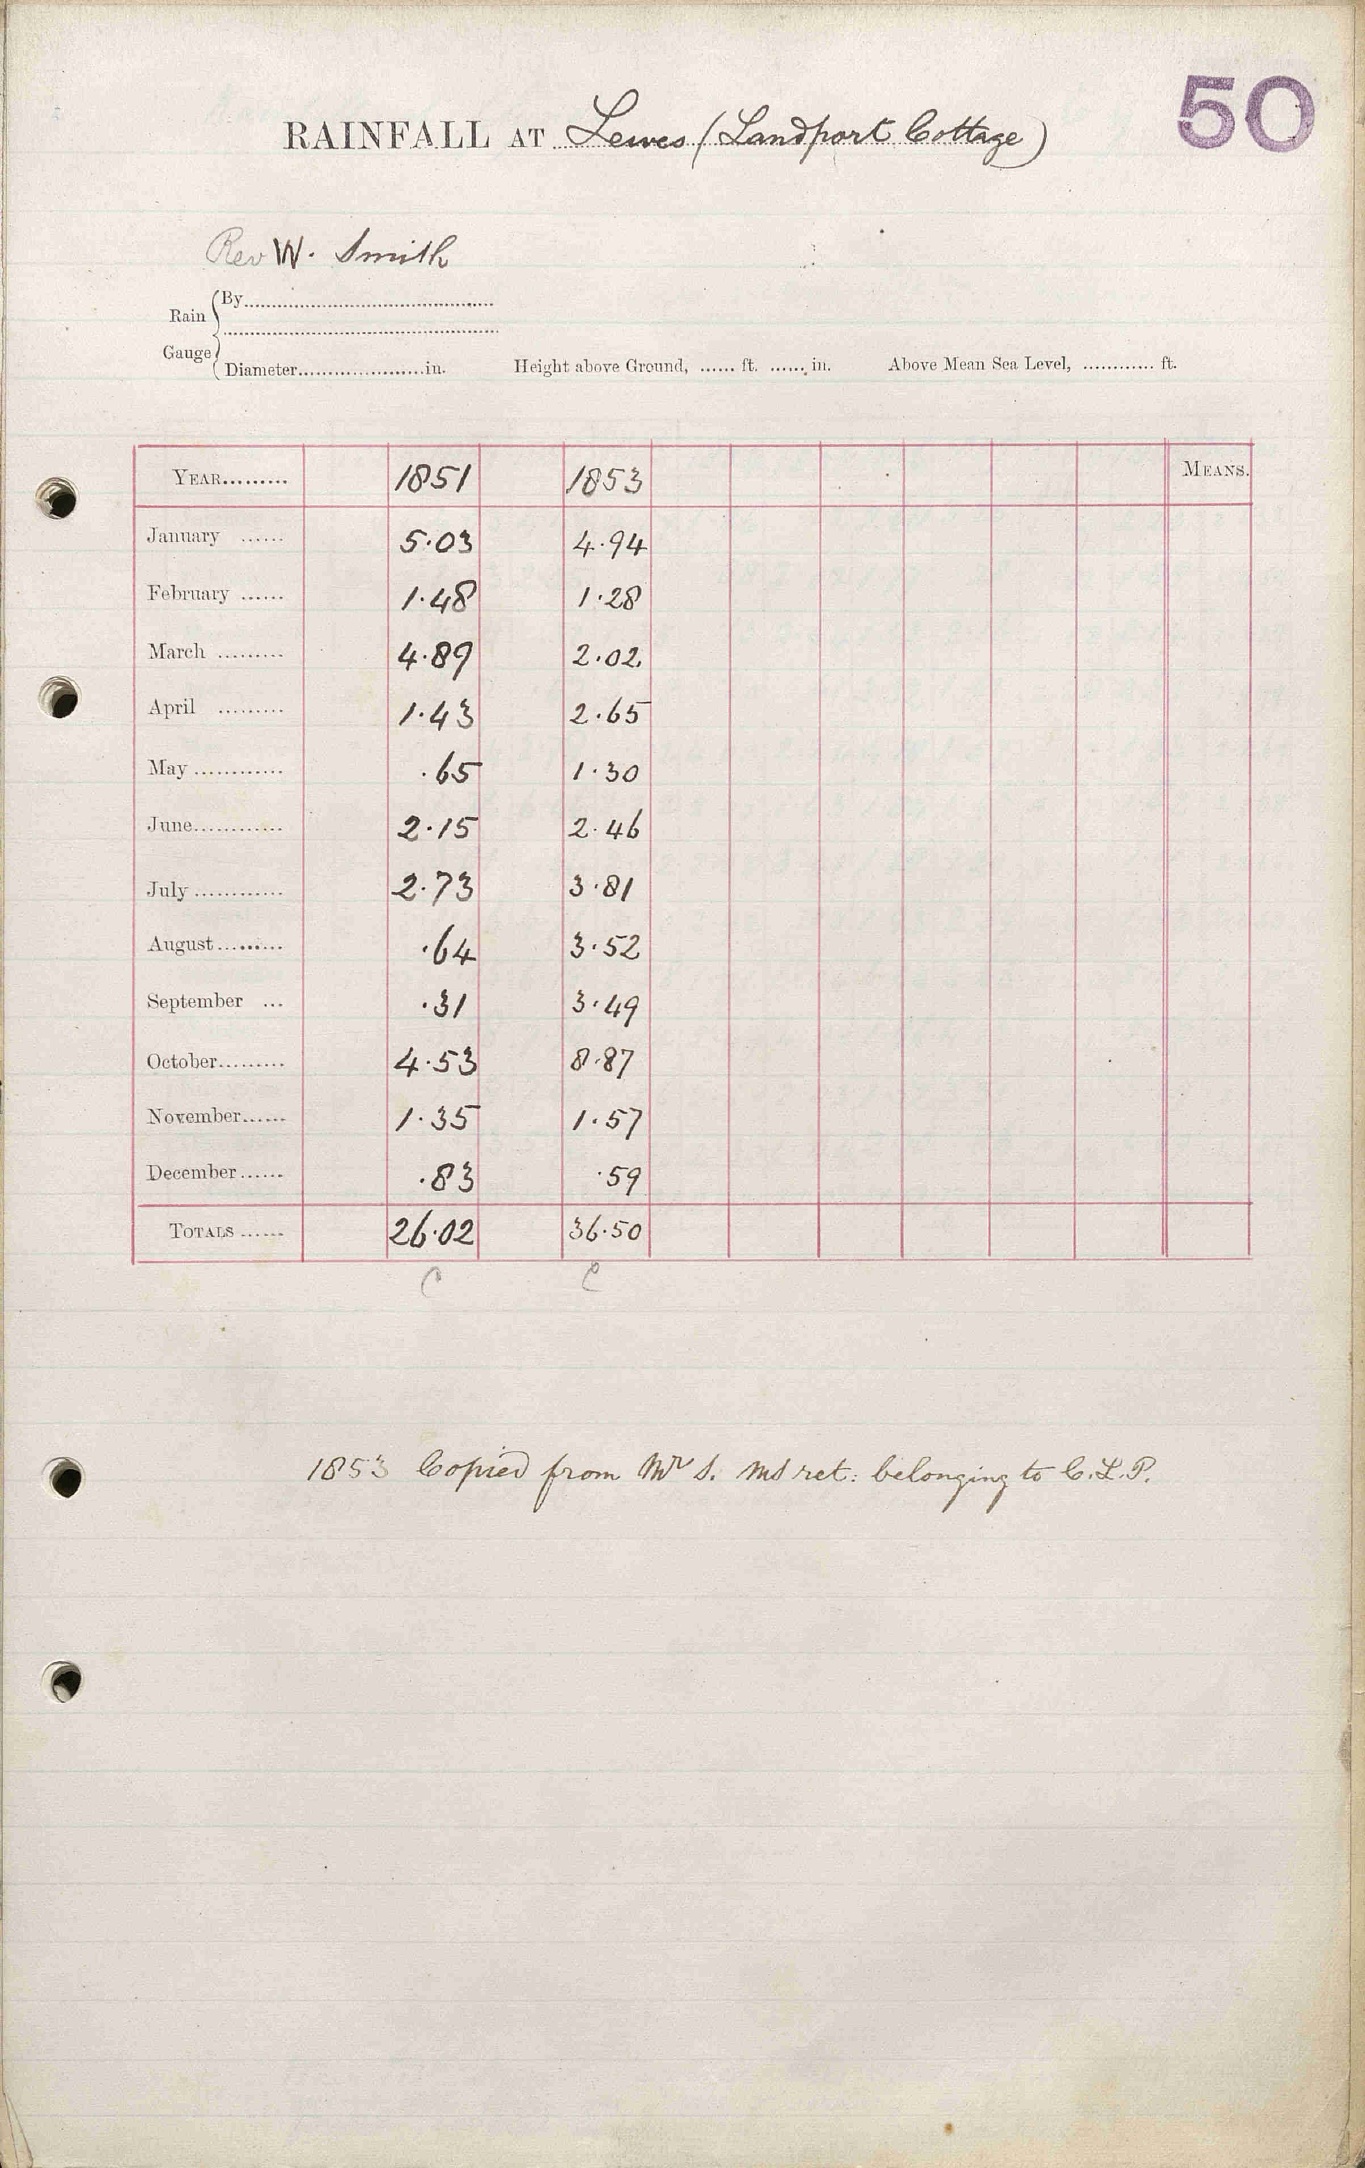 50
RAINFALL AT Lewes (Landport Cottage)
Rev W. Smith
Rain Gauge
By
Diameter in. Height above Ground, ft. in. Above Mean Sea Level, ft.
YEAR 1851 1853 MEANS.
January 5.03 4.94
February 1.48 1.28
March 4.89 2.02
April 1.43 2.65
May .65 1.30
June 2.15 2.46
July 2.73 3.81
August .64 3.52
September .31 3.49
October 4.53 8.87
November 1.35 1.57
December .83 .59
TOTALS 26.02 36.50
C C
1853 Copied from Mr S. Ms ret: belonging to C.L.P.